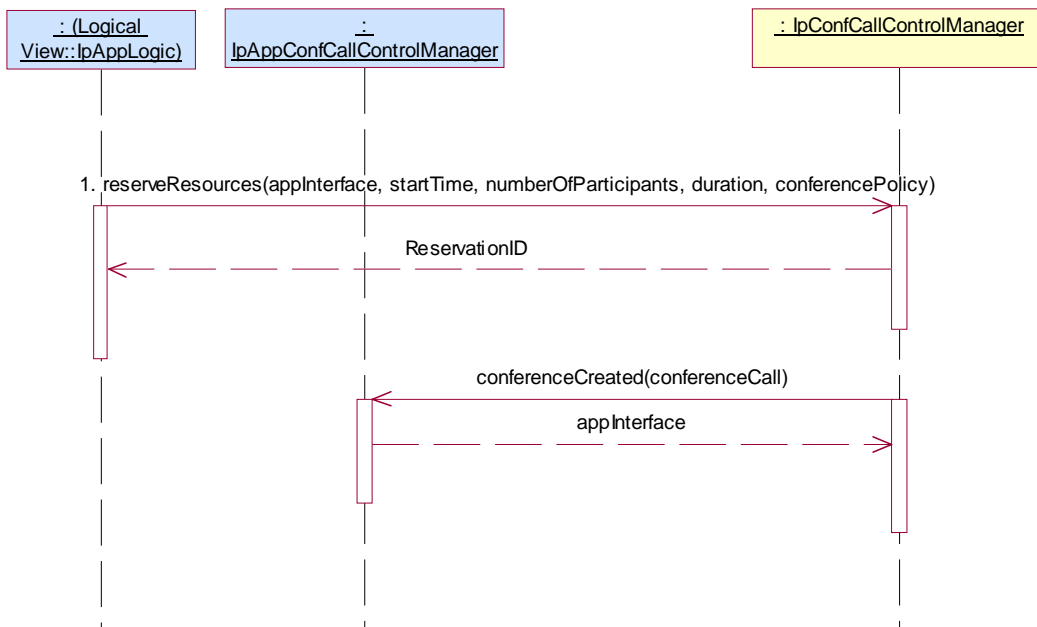 : (Logical
View::IpAppLogic)
:
IpAppConfCallControlManager
: IpConfCallControlManager
1. reserveResources(appInterface, startTime, numberOfParticipants, duration, conferencePolicy)
ReservationID
conferenceCreated(conferenceCall)
appInterface